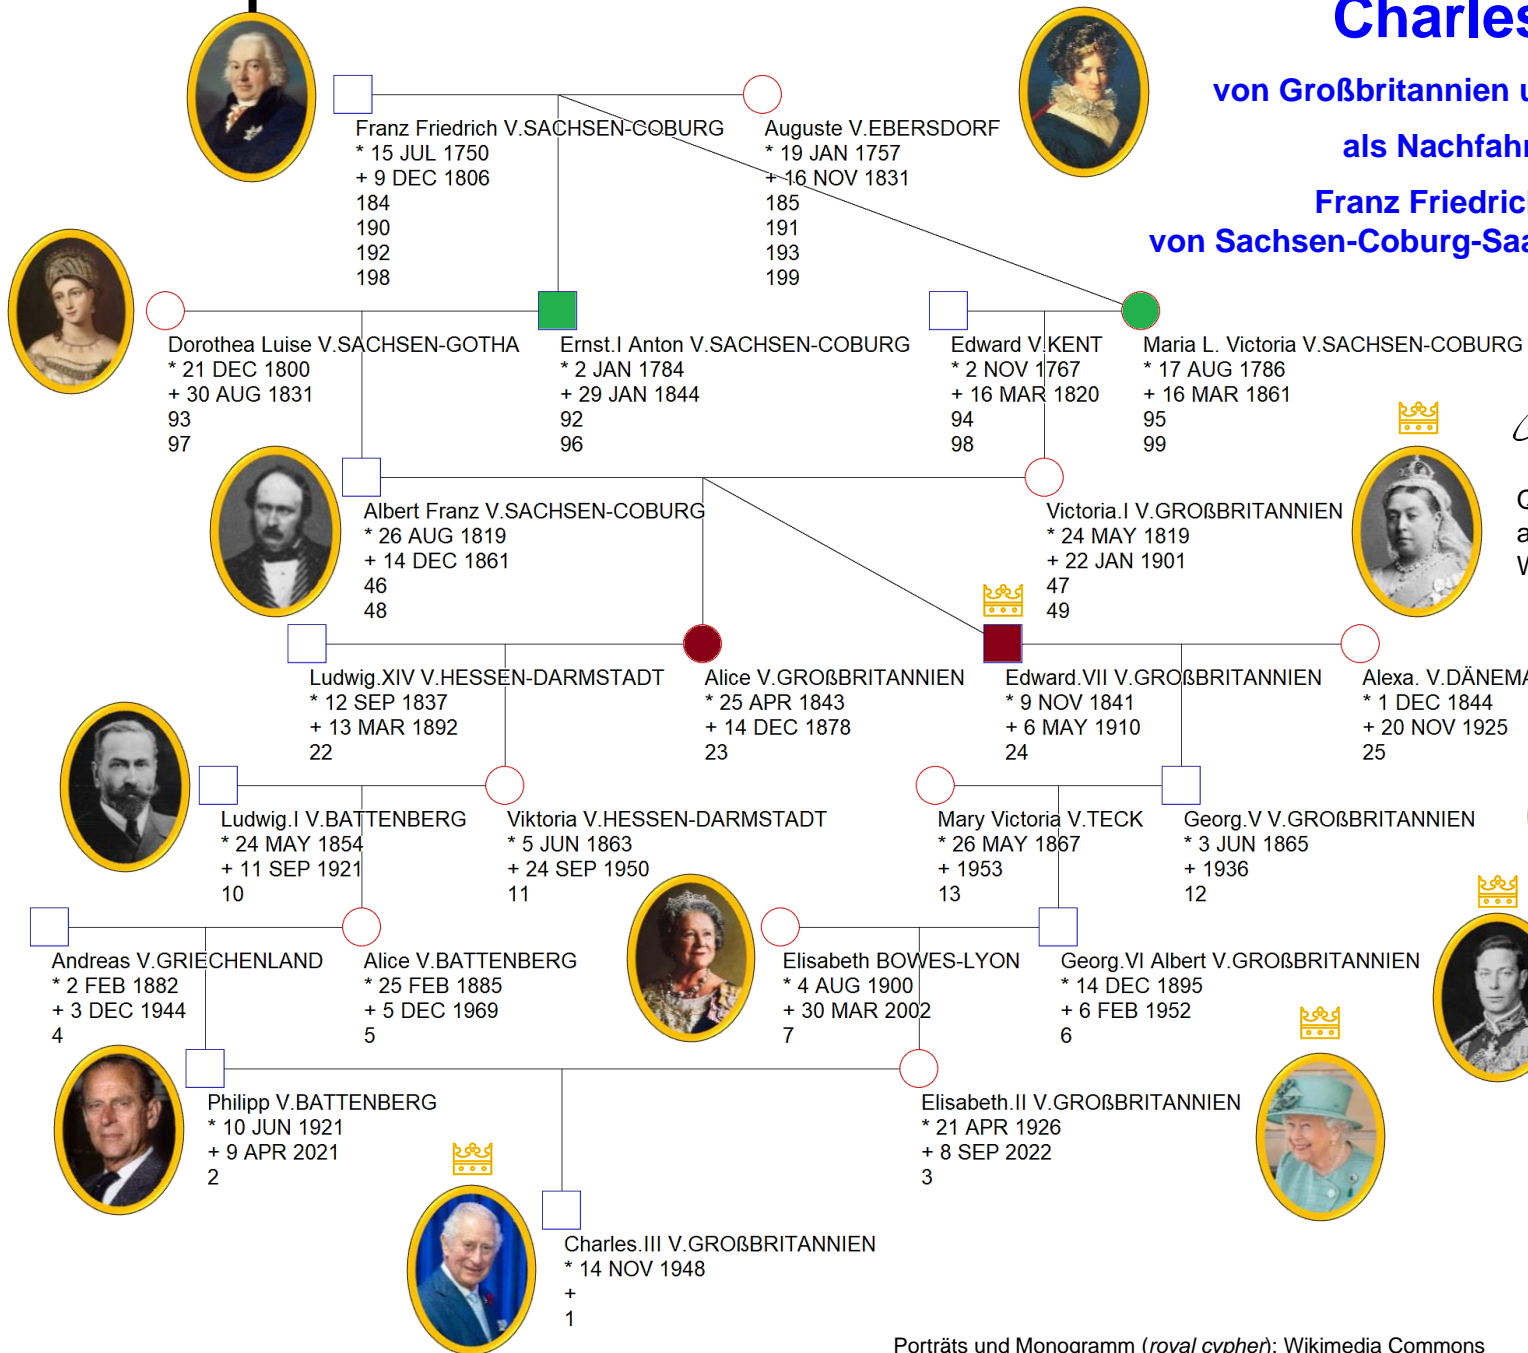 Charles
von Großbritannien u
als Nachfahr
Franz Friedrich
von Sachsen-Coburg-Saa
Franz Friedrich V.SACHSEN-COBURG
* 15 JUL 1750
+ 9 DEC 1806
184
190
192
198
Auguste V.EBERSDORF
* 19 JAN 1757
+ 16 NOV 1831
185
191
193
199
Dorothea Luise V.SACHSEN-GOTHA
* 21 DEC 1800
+ 30 AUG 1831
93
97
Ernst.I Anton V.SACHSEN-COBURG
* 2 JAN 1784
+ 29 JAN 1844
92
96
Edward V.KENT
* 2 NOV 1767
+ 16 MAR 1820
94
98
Maria L. Victoria V.SACHSEN-COBURG
* 17 AUG 1786
+ 16 MAR 1861
95
99
Albert Franz V.SACHSEN-COBURG
* 26 AUG 1819
+ 14 DEC 1861
46
48
Victoria.I V.GROßBRITANNIEN
* 24 MAY 1819
+ 22 JAN 1901
47
49
Q
a
W
Ludwig.XIV V.HESSEN-DARMSTADT
* 12 SEP 1837
+ 13 MAR 1892
22
Alice V.GROßBRITANNIEN
* 25 APR 1843
+ 14 DEC 1878
23
Edward.VII V.GROßBRITANNIEN
* 9 NOV 1841
+ 6 MAY 1910
24
Alexa. V.DÄNEMA
* 1 DEC 1844
+ 20 NOV 1925
25
Ludwig.I V.BATTENBERG
* 24 MAY 1854
+ 11 SEP 1921
10
Viktoria V.HESSEN-DARMSTADT
* 5 JUN 1863
+ 24 SEP 1950
11
Mary Victoria V.TECK
* 26 MAY 1867
+ 1953
13
Georg.V V.GROßBRITANNIEN
* 3 JUN 1865
+ 1936
12
Andreas V.GRIECHENLAND
* 2 FEB 1882
+ 3 DEC 1944
4
Alice V.BATTENBERG
* 25 FEB 1885
+ 5 DEC 1969
5
Elisabeth BOWES-LYON
* 4 AUG 1900
+ 30 MAR 2002
7
Georg.VI Albert V.GROßBRITANNIEN
* 14 DEC 1895
+ 6 FEB 1952
6
Philipp V.BATTENBERG
* 10 JUN 1921
+ 9 APR 2021
2
Elisabeth.II V.GROßBRITANNIEN
* 21 APR 1926
+ 8 SEP 2022
3
Charles.III V.GROßBRITANNIEN
* 14 NOV 1948
+
1
Porträts und Monogramm (royal cypher): Wikimedia Commons